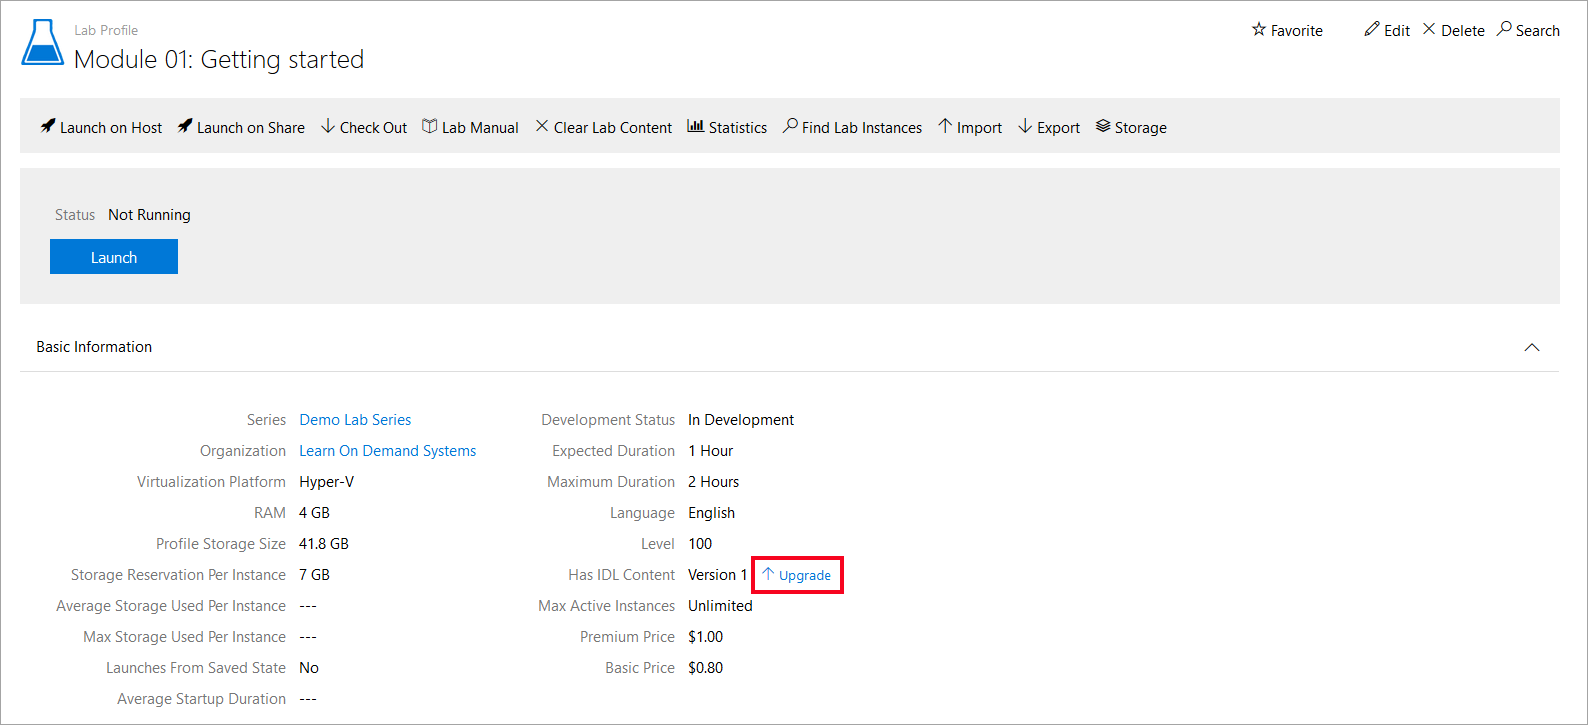 Lab Profile
Module 01: Getting started
Favorite Edit Delete Search
Launch on Host Launch on Share Check Out Lab Manual Clear Lab Content Statistics Find Lab Instances Import Export Storage
Status Not Running
Launch
Basic Information
Series Demo Lab Series
Organization Learn On Demand Systems
Virtualization Platform Hyper-V
RAM 4 GB
Profile Storage Size 41.8 GB
Storage Reservation Per Instance 7 GB
Average Storage Used Per Instance ---
Max Storage Used Per Instance ---
Launches From Saved State No
Average Startup Duration ---
Development Status In Development
Expected Duration 1 Hour
Maximum Duration 2 Hours
Language English
Level 100
Has IDL Content Version 1 Upgrade
Max Active Instances Unlimited
Premium Price $1.00
Basic Price $0.80